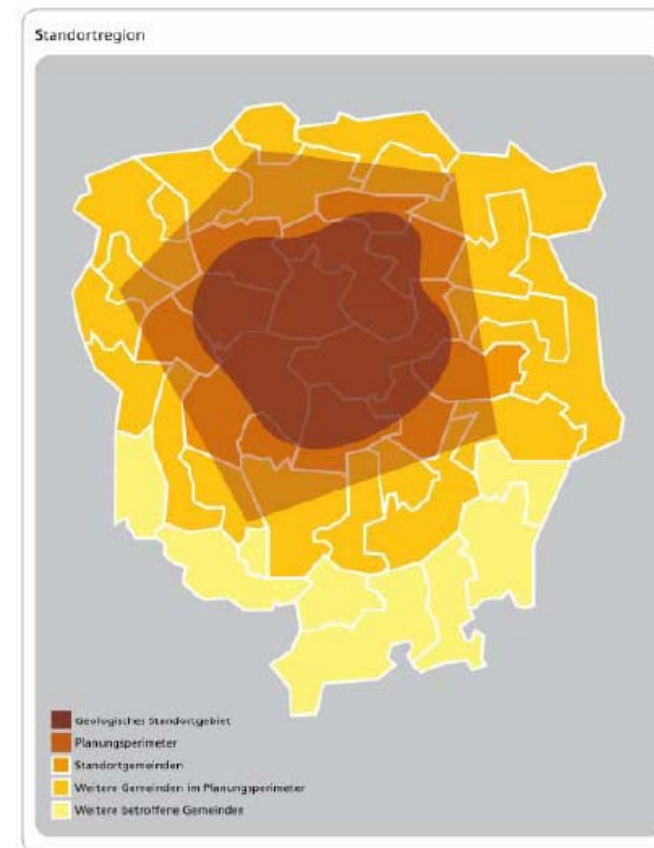 Standortregion
Geologisches Standortgebiet
Planungsperimeter
Standortgemeinden
Weitere Gemeinden im Planungsperimeter
Weitere betroffene Gemeinden